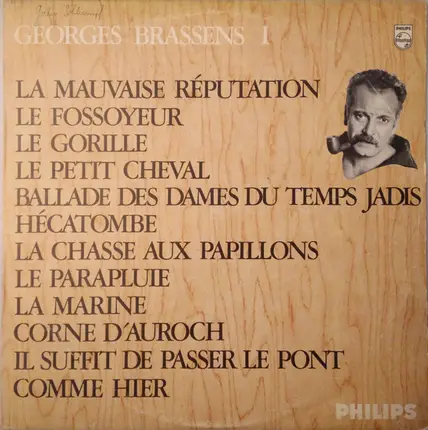 GEORGES BRASSENS I
PHILIPS
LA MAUVAISE RÉPUTATION
LE FOSSOYEUR
LE GORILLE
LE PETIT CHEVAL
BALLADE DES DAMES DU TEMPS JADIS
HÉCATOMBE
LA CHASSE AUX PAPILLONS
LE PARAPLUIE
LA MARINE
CORNE D'AUROCH
IL SUFFIT DE PASSER LE PONT
COMME HIER
PHILIPS